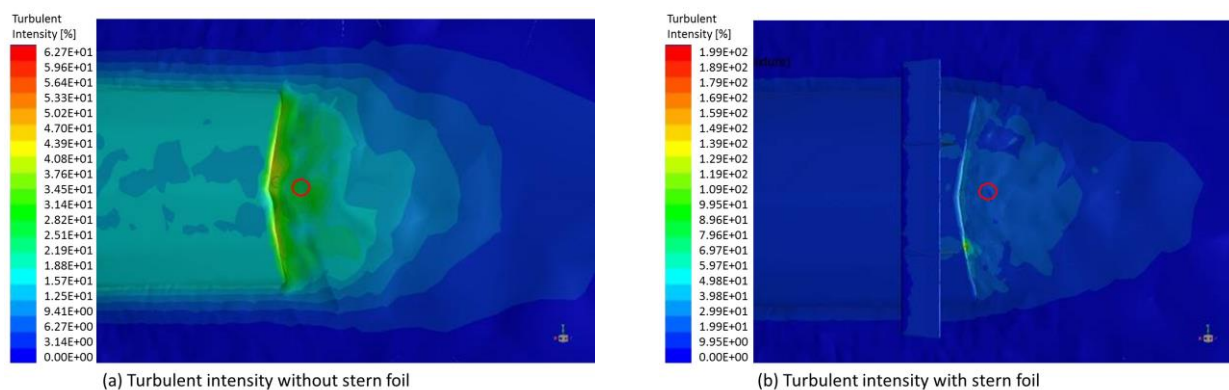 Turbulent
Intensity [%]
6.27E+01
5.96E+01
5.64E+01
5.33E+01
5.02E+01
4.70E+01
4.39E+01
4.08E+01
3.76E+01
3.45E+01
3.14E+01
2.82E+01
2.51E+01
2.19E+01
1.88E+01
1.57E+01
1.25E+01
9.41E+00
6.27E+00
3.14E+00
0.00E+00
(a) Turbulent intensity without stern foil
Turbulent
Intensity [%]
1.99E+02
1.89E+02
1.79E+02
1.69E+02
1.59E+02
1.49E+02
1.39E+02
1.29E+02
1.19E+02
1.09E+02
9.96E+01
8.96E+01
7.97E+01
6.97E+01
5.97E+01
4.98E+01
3.98E+01
2.99E+01
1.99E+01
9.95E+00
0.00E+00
(b) Turbulent intensity with stern foil